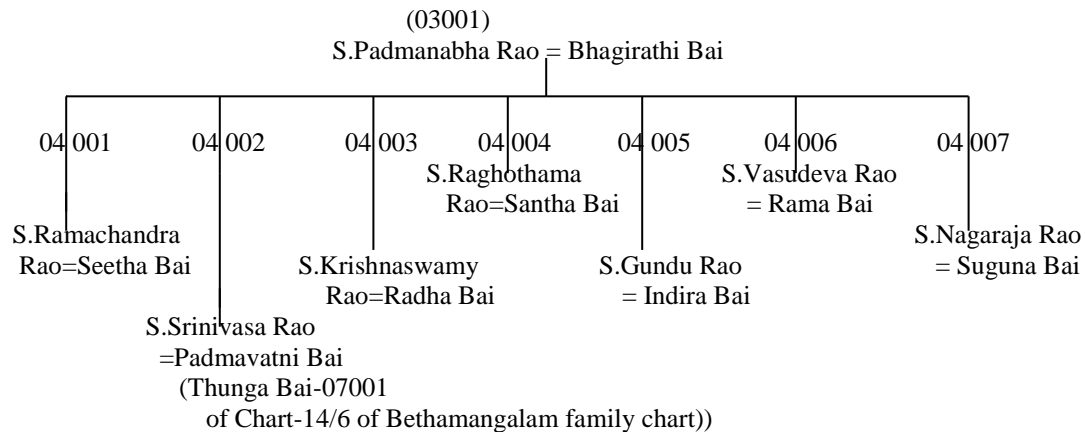 (03001)
S.Padmanabha Rao = Bhagirathi Bai
04 001 04 002 04 003 04 004 04 005 04 006 04 007
S.Raghothama
Rao=Santha Bai
S.Vasudeva Rao
= Rama Bai
S.Ramachandra
Rao=Seetha Bai
S.Nagaraja Rao
= Suguna Bai
S.Krishnaswamy
Rao=Radha Bai
S.Gundu Rao
= Indira Bai
S.Srinivasa Rao
=Padmavatni Bai
(Thunga Bai-07001
of Chart-14/6 of Bethamangalam family chart))